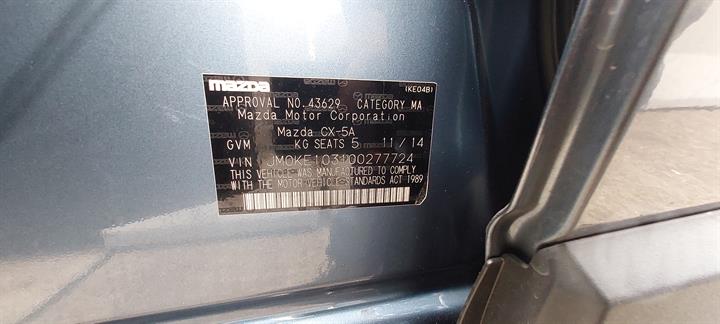 mazda
(KE04B)
APPROVAL NO.43629 CATEGORY MA
Mazda Motor Corporation
Mazda CX-5A
GVM KG SEATS 5 11/14
VIN JM0KE103100277724
THIS VEHICLE WAS MANUFACTURED TO COMPLY
WITH THE MOTOR VEHICLE STANDARDS ACT 1989